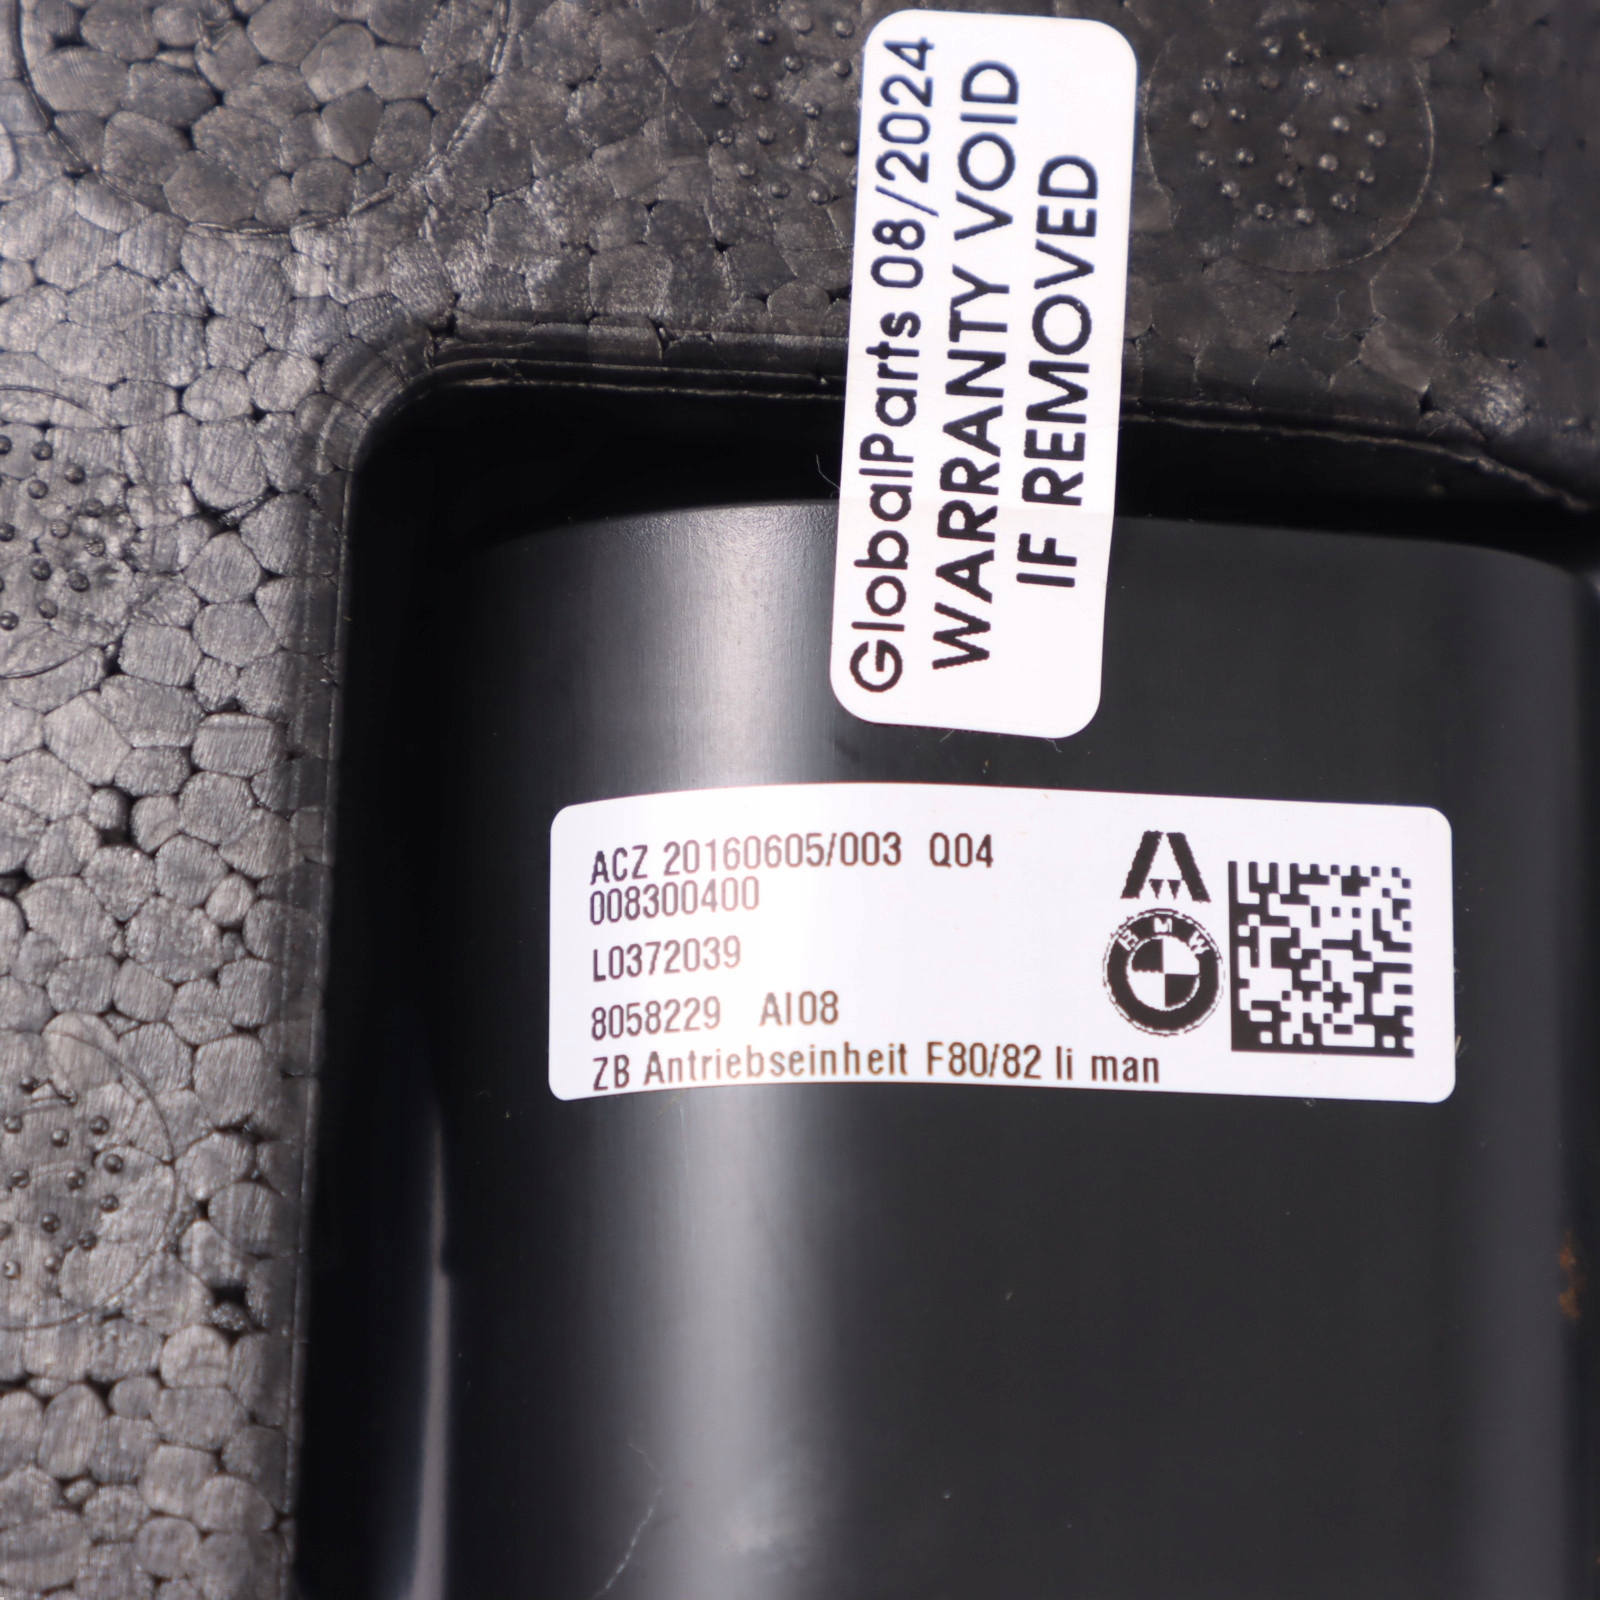 GlobalParts 08/2024
WARRANTY VOID
IF REMOVED
ACZ 20160605/003 Q04
008300400
L0372039
8058229 AI08
ZB Antriebseinheit F80/82 li man
BMW